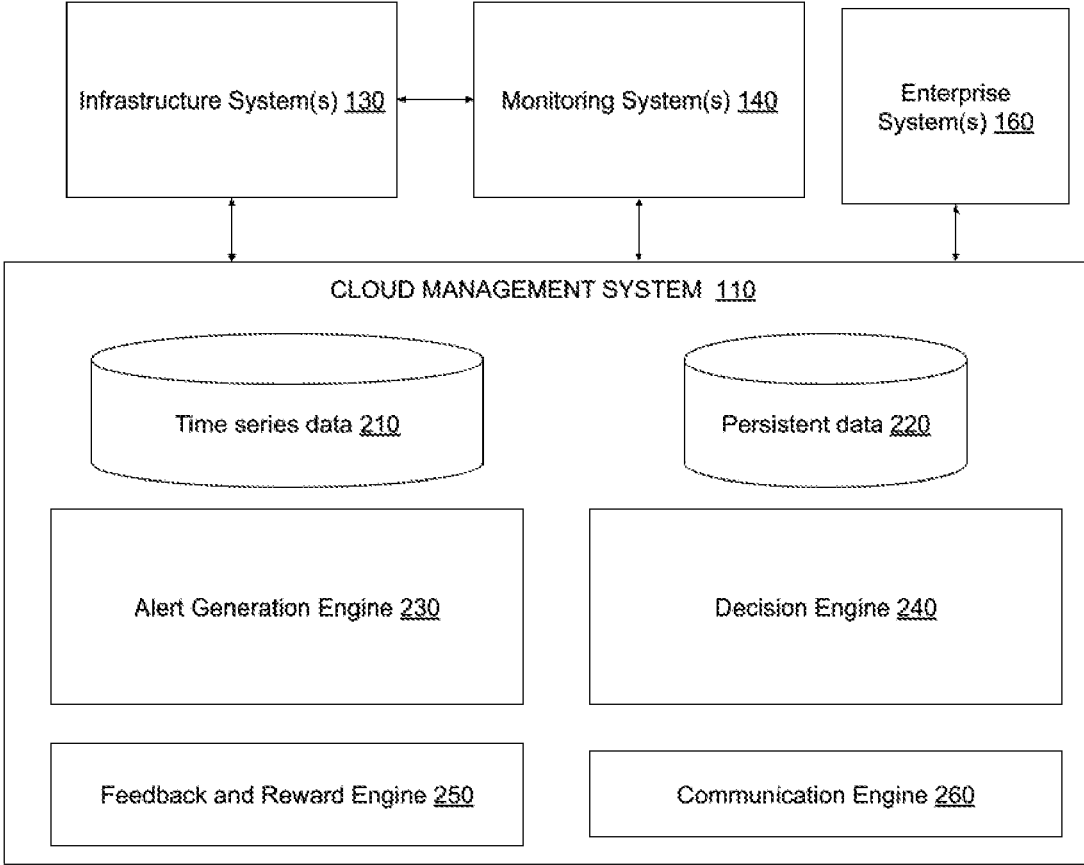 Infrastructure System(s) 130
Monitoring System(s) 140
Enterprise
System(s) 160
CLOUD MANAGEMENT SYSTEM 110
Time series data 210
Persistent data 220
Alert Generation Engine 230
Decision Engine 240
Feedback and Reward Engine 250
Communication Engine 260